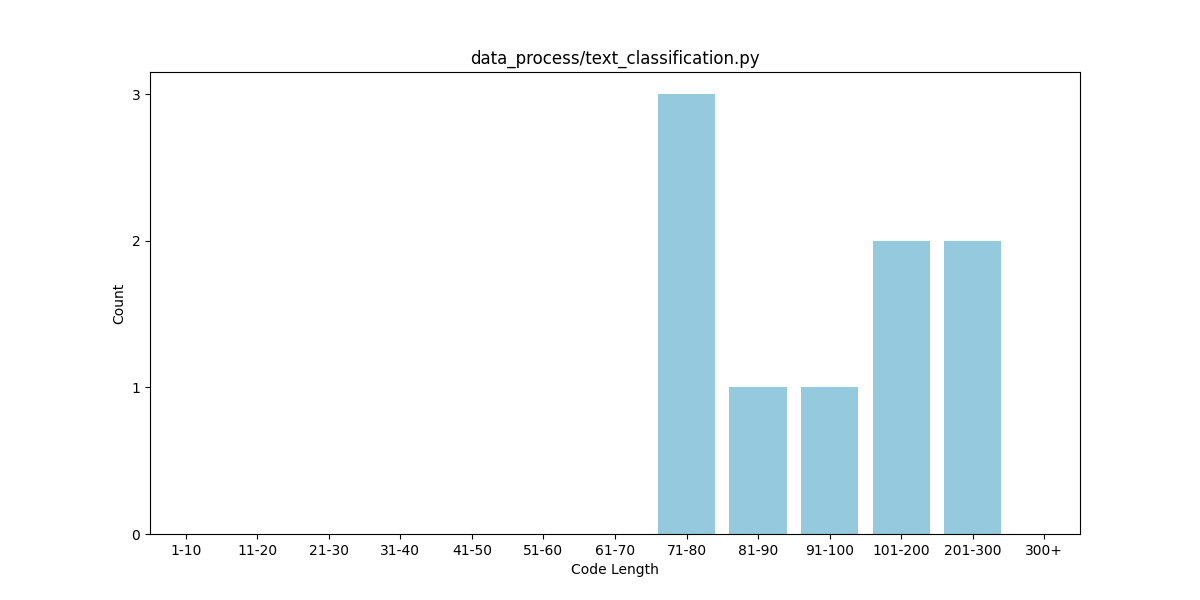 data_process/text_classification.py
3
2
1
0
Count
1-10 11-20 21-30 31-40 41-50 51-60 61-70 71-80 81-90 91-100 101-200 201-300 300+
Code Length